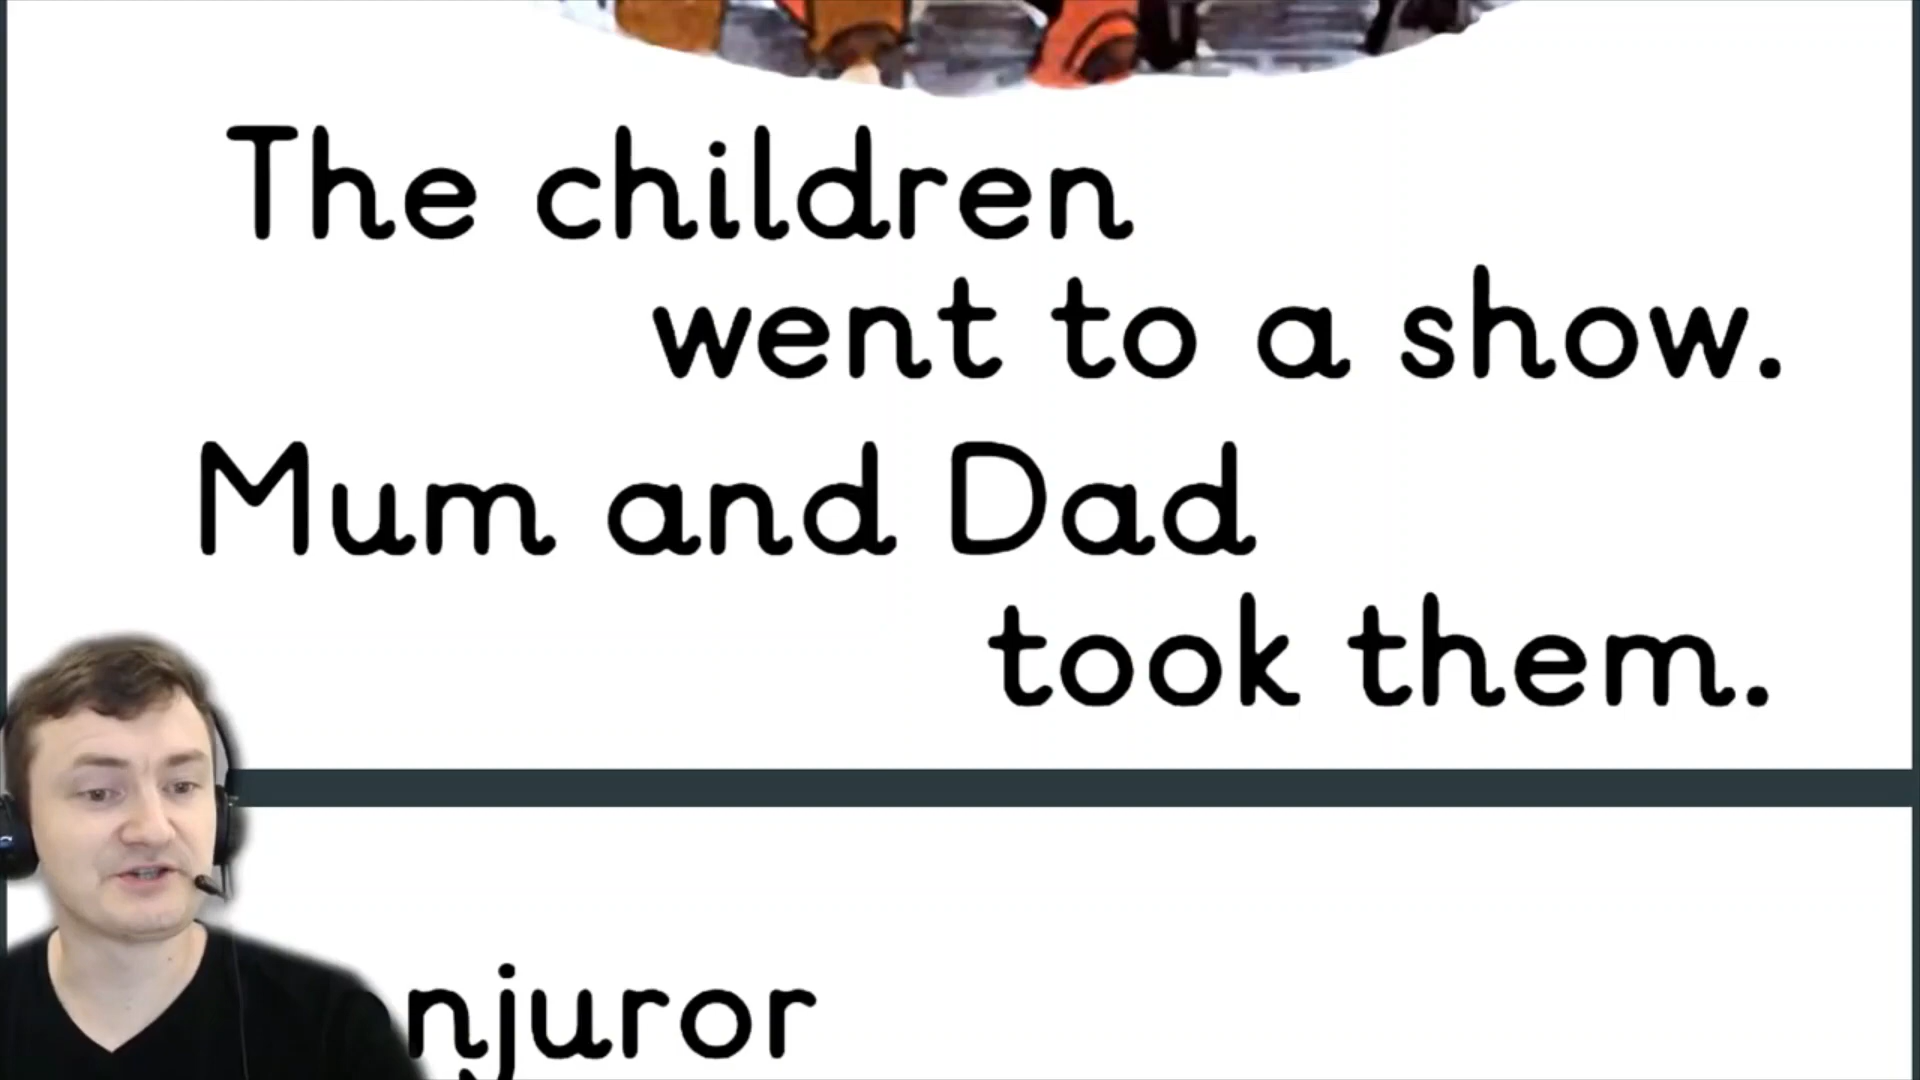 The children
went to a show.
Mum and Dad
took them.
njuror